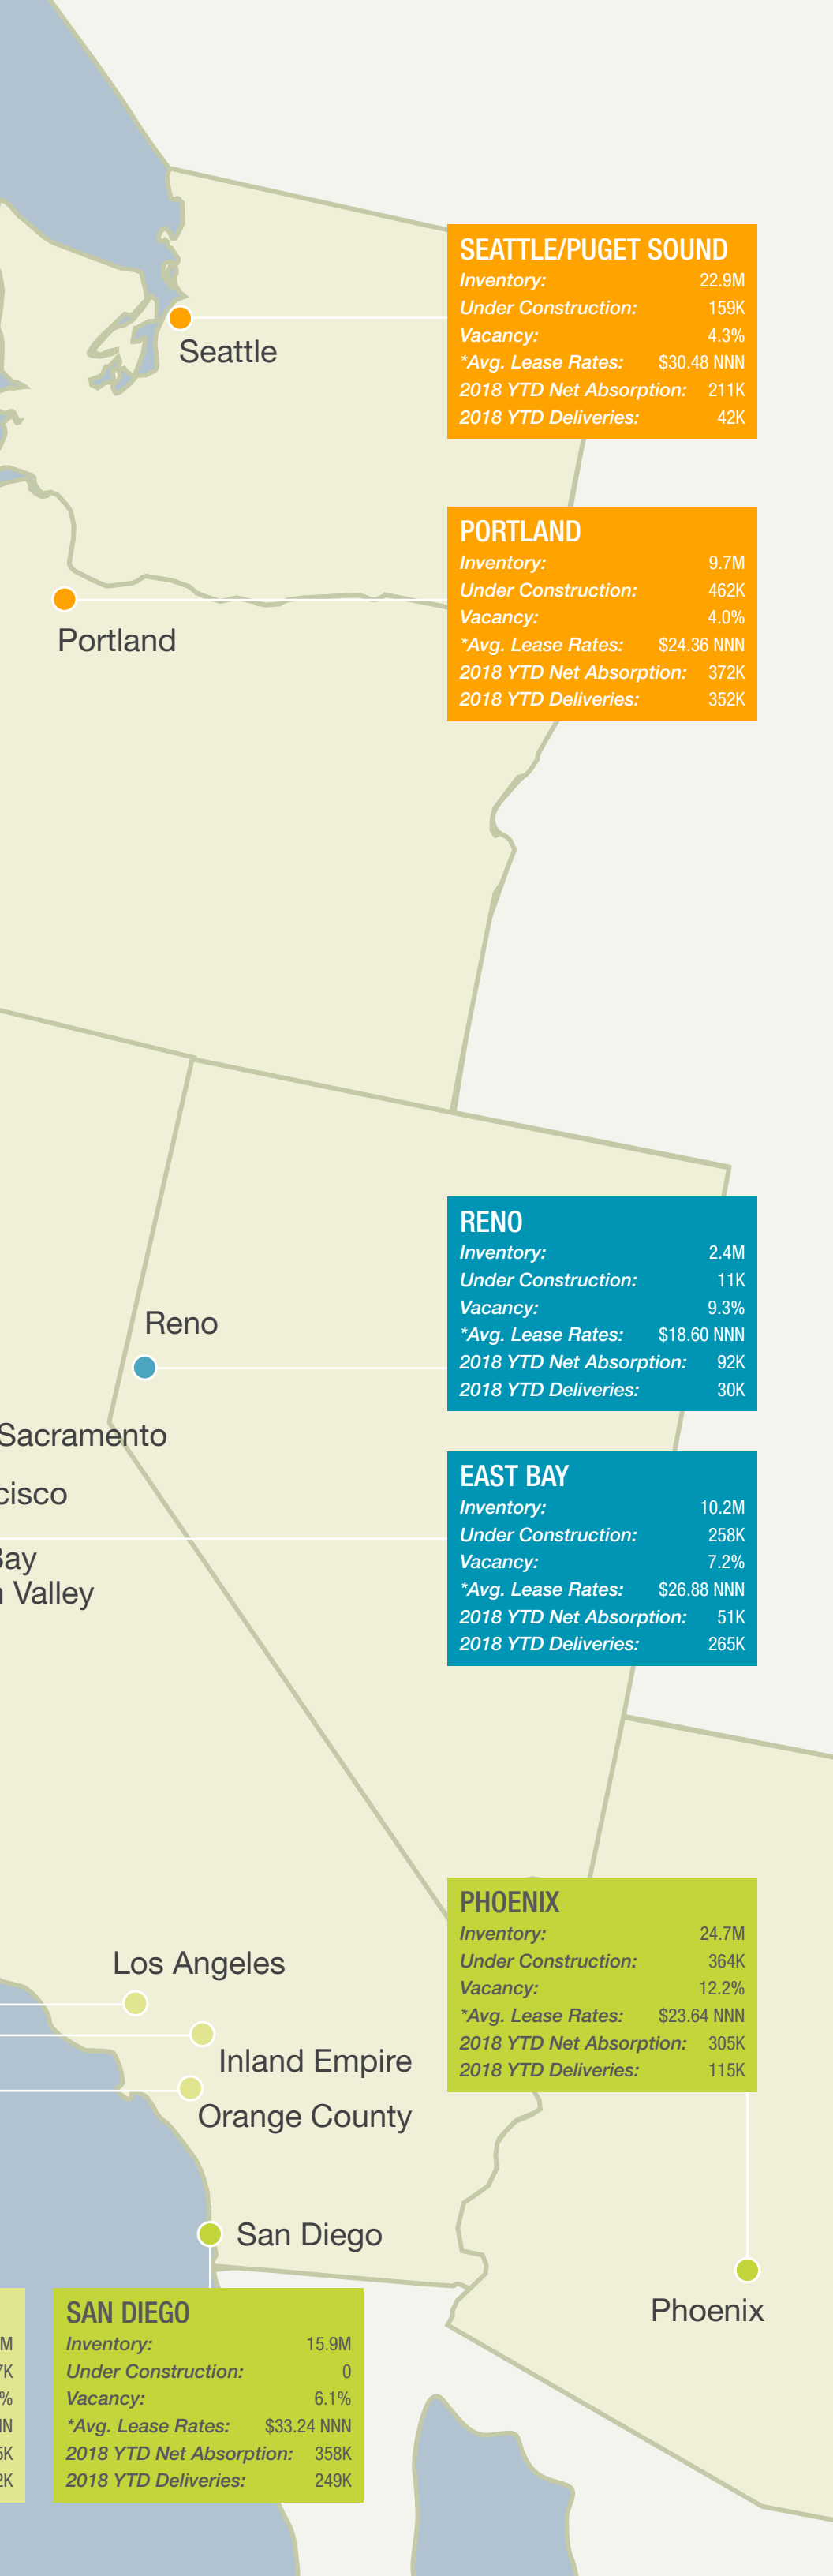 SEATTLE/PUGET SOUND
Inventory: 22.9M
Under Construction: 159K
Vacancy: 4.3%
*Avg. Lease Rates: $30.48 NNN
2018 YTD Net Absorption: 211K
2018 YTD Deliveries: 42K
Seattle
PORTLAND
Inventory: 9.7M
Under Construction: 462K
Vacancy: 4.0%
*Avg. Lease Rates: $24.36 NNN
2018 YTD Net Absorption: 372K
2018 YTD Deliveries: 352K
Portland
RENO
Inventory: 2.4M
Under Construction: 11K
Vacancy: 9.3%
*Avg. Lease Rates: $18.60 NNN
2018 YTD Net Absorption: 92K
2018 YTD Deliveries: 30K
Reno
Sacramento
cisco
Bay
Valley
EAST BAY
Inventory: 10.2M
Under Construction: 258K
Vacancy: 7.2%
*Avg. Lease Rates: $26.88 NNN
2018 YTD Net Absorption: 51K
2018 YTD Deliveries: 265K
PHOENIX
Inventory: 24.7M
Under Construction: 364K
Vacancy: 12.2%
*Avg. Lease Rates: $23.64 NNN
2018 YTD Net Absorption: 305K
2018 YTD Deliveries: 115K
Los Angeles
Inland Empire
Orange County
San Diego
Phoenix
SAN DIEGO
Inventory: 15.9M
Under Construction: 0
Vacancy: 6.1%
*Avg. Lease Rates: $33.24 NNN
2018 YTD Net Absorption: 358K
2018 YTD Deliveries: 249K